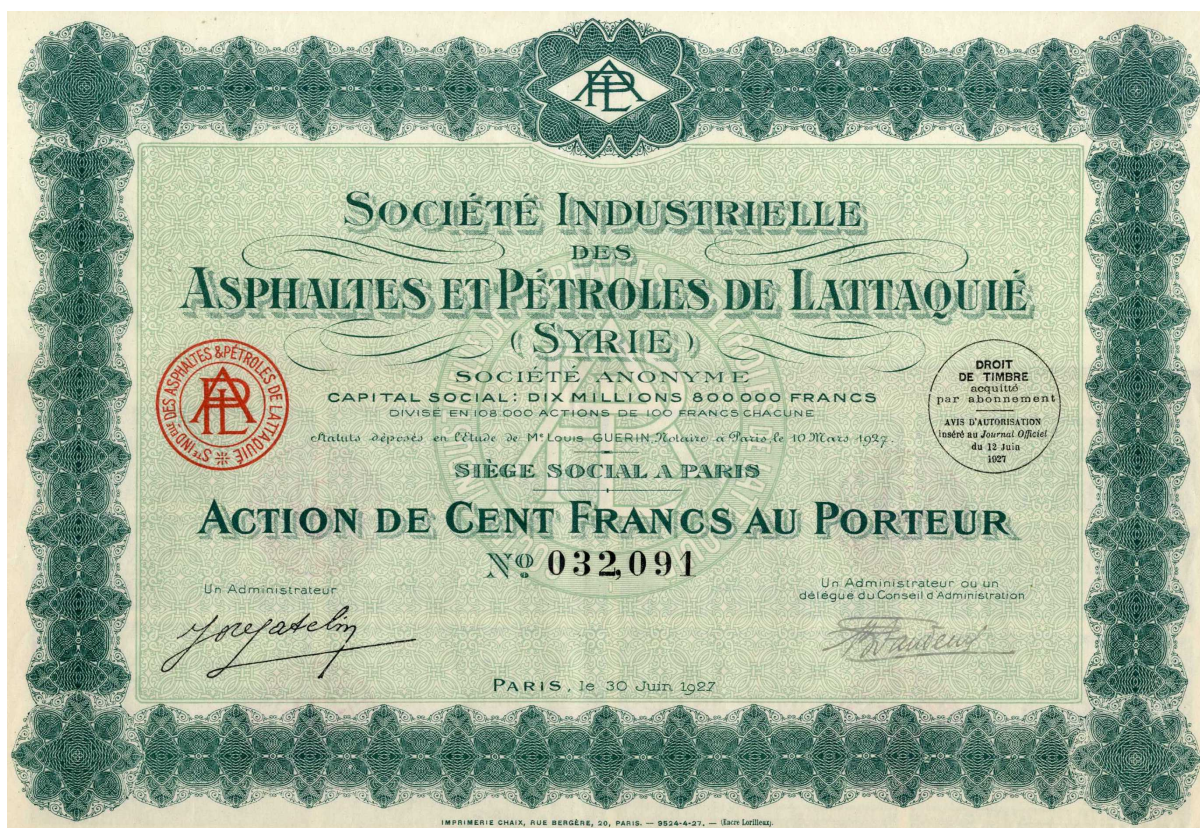 APL
SOCIÉTÉ INDUSTRIELLE
DES
ASPHALTES ET PÉTROLES DE LATTAQUIÉ
(SYRIE)
SOCIÉTÉ ANONYME
CAPITAL SOCIAL: DIX MILLIONS 800 000 FRANCS
DIVISÉ EN 108.000 ACTIONS DE 100 FRANCS CHACUNE
Statuts déposés en l'Étude de Me Louis GUERIN, Notaire à Paris, le 10 Mars 1927.
SIÈGE SOCIAL A PARIS
ACTION DE CENT FRANCS AU PORTEUR
No 032,091
STÉ INDELLE DES ASPHALTES & PÉTROLES DE LATTAQUIÉ
APL
DROIT
DE TIMBRE
acquitté
par abonnement
AVIS D'AUTORISATION
inséré au Journal Officiel
du 12 Juin
1927
Un Administrateur
Un Administrateur ou un
délégué du Conseil d'Administration
PARIS, le 30 Juin 1927
IMPRIMERIE CHAIX, RUE BERGÈRE, 20, PARIS. — 9524-4-27. — (Encre Lorilleux).